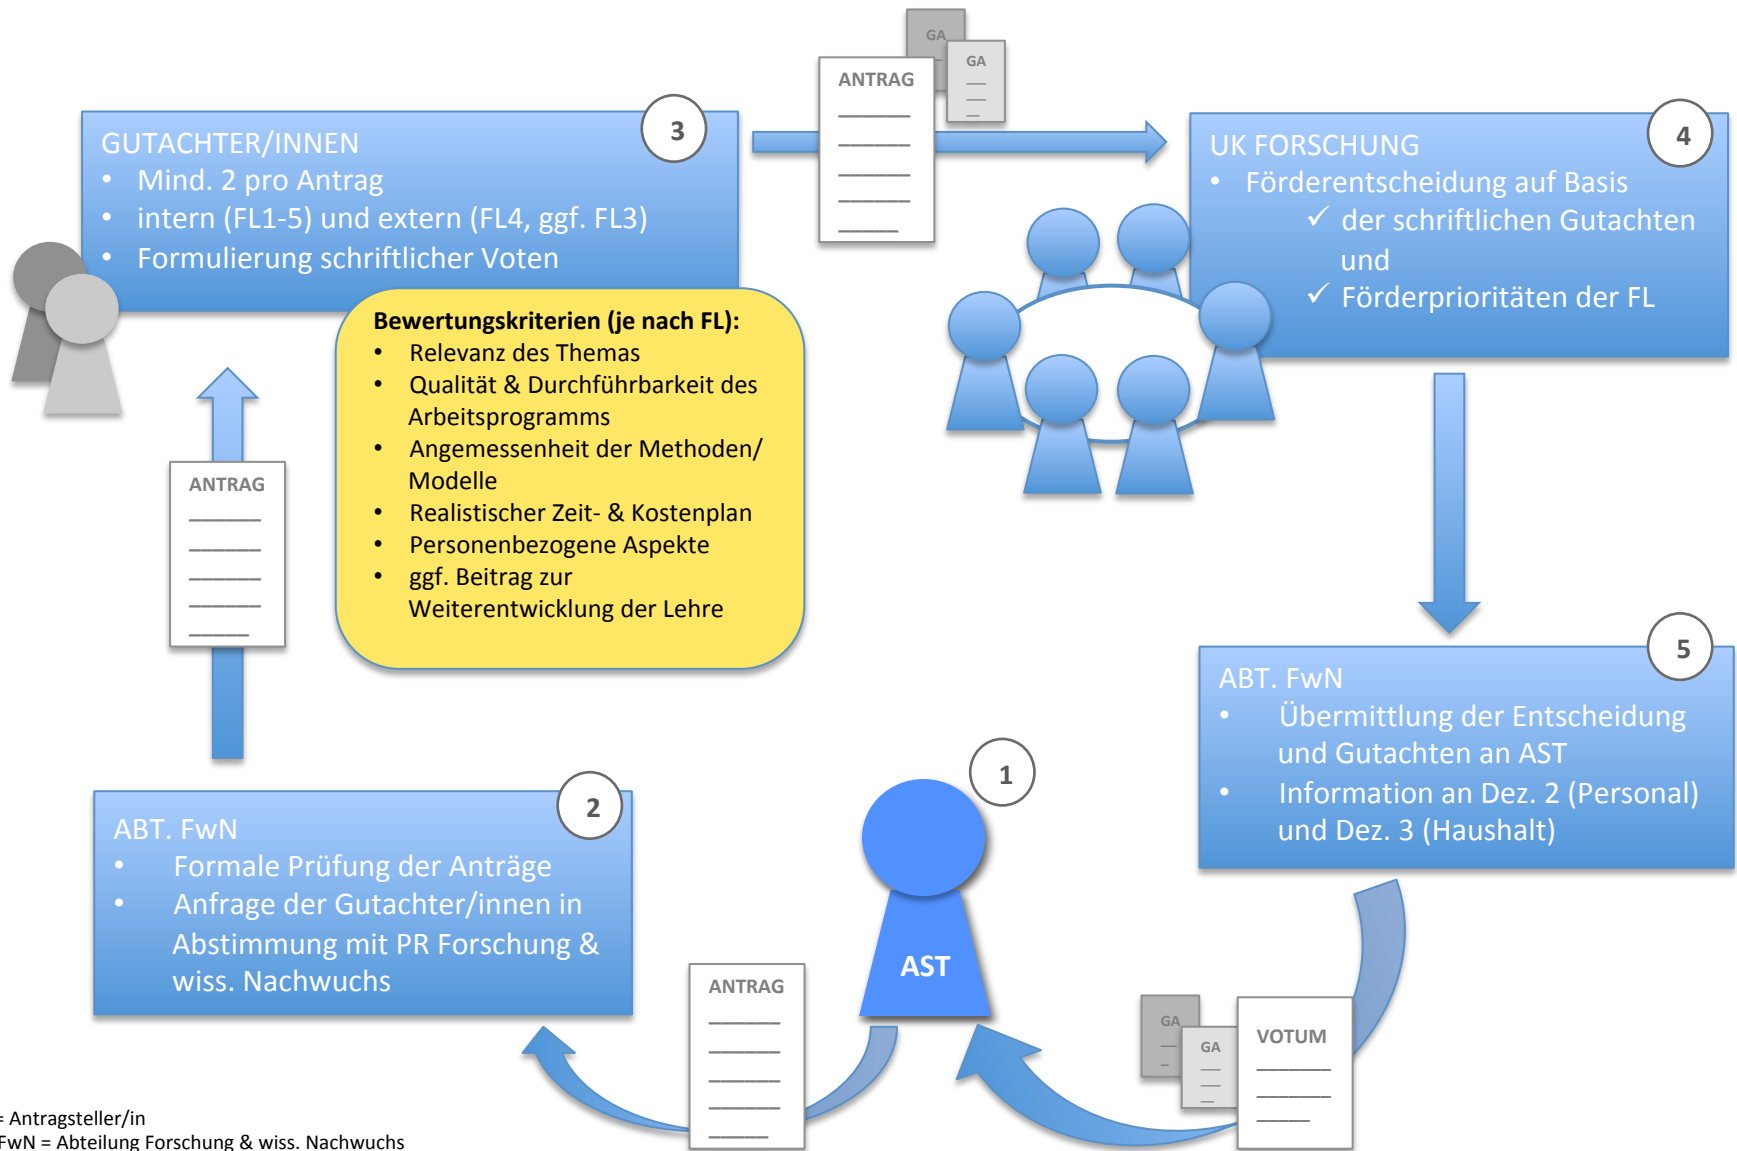 GA
GA
ANTRAG
3
GUTACHTER/INNEN
• Mind. 2 pro Antrag
• intern (FL1-5) und extern (FL4, ggf. FL3)
• Formulierung schriftlicher Voten
4
UK FORSCHUNG
• Förderentscheidung auf Basis
✓ der schriftlichen Gutachten
und
✓ Förderprioritäten der FL
Bewertungskriterien (je nach FL):
• Relevanz des Themas
• Qualität & Durchführbarkeit des
Arbeitsprogramms
• Angemessenheit der Methoden/
Modelle
• Realistischer Zeit- & Kostenplan
• Personenbezogene Aspekte
• ggf. Beitrag zur
Weiterentwicklung der Lehre
ANTRAG
5
ABT. FwN
• Übermittlung der Entscheidung
und Gutachten an AST
• Information an Dez. 2 (Personal)
und Dez. 3 (Haushalt)
1
AST
2
ABT. FwN
• Formale Prüfung der Anträge
• Anfrage der Gutachter/innen in
Abstimmung mit PR Forschung &
wiss. Nachwuchs
ANTRAG
GA
GA
VOTUM
= Antragsteller/in
FwN = Abteilung Forschung & wiss. Nachwuchs